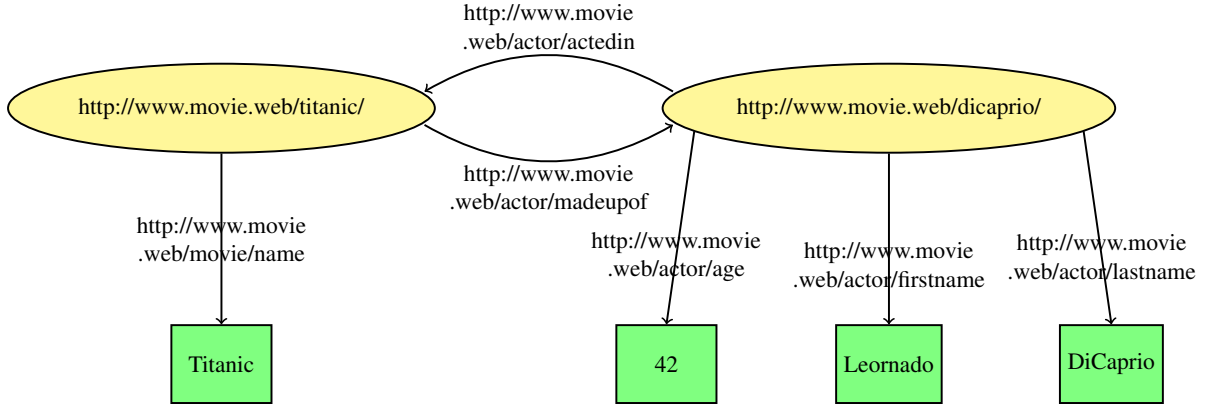 http://www.movie
.web/actor/actedin
http://www.movie.web/titanic/
http://www.movie.web/dicaprio/
http://www.movie
.web/actor/madeupof
http://www.movie
.web/movie/name
http://www.movie
.web/actor/age
http://www.movie
.web/actor/firstname
http://www.movie
.web/actor/lastname
Titanic
42
Leornado
DiCaprio